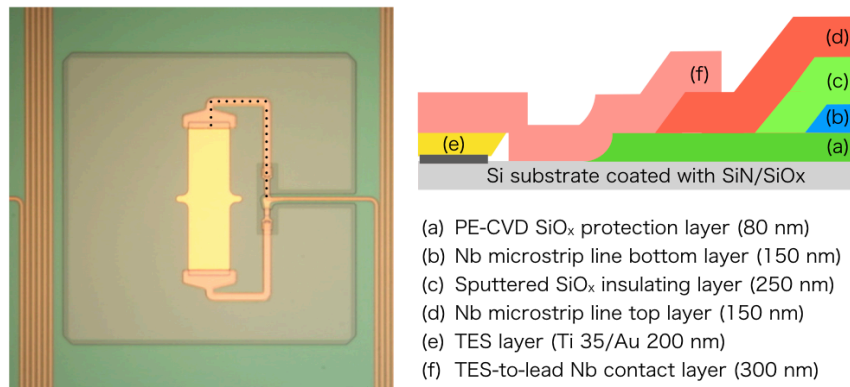 (d)
(f)
(c)
(b)
(e)
(a)
Si substrate coated with SiN/SiOx
(a) PE-CVD SiOₓ protection layer (80 nm)
(b) Nb microstrip line bottom layer (150 nm)
(c) Sputtered SiOₓ insulating layer (250 nm)
(d) Nb microstrip line top layer (150 nm)
(e) TES layer (Ti 35/Au 200 nm)
(f) TES-to-lead Nb contact layer (300 nm)